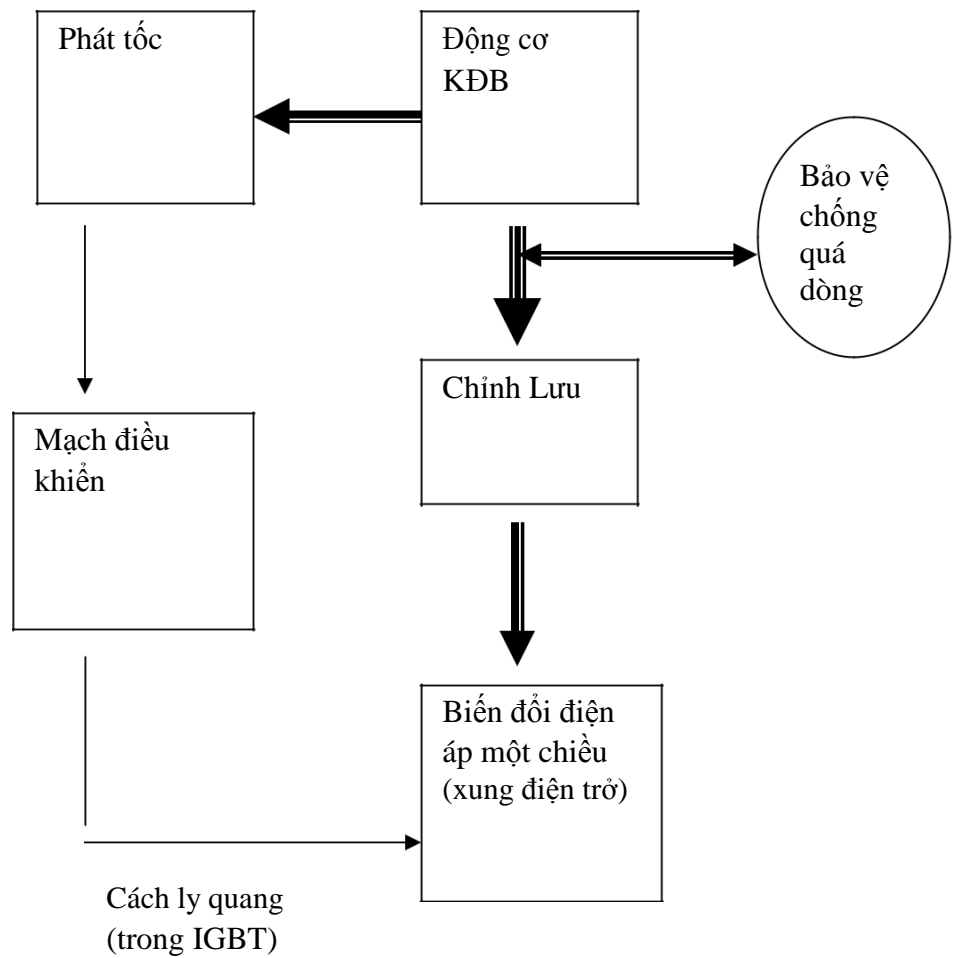 Phát tốc
Động cơ
KĐB
Bảo vệ
chống
quá
dòng
Chỉnh Lưu
Mạch điều
khiển
Biến đổi điện
áp một chiều
(xung điện trở)
Cách ly quang
(trong IGBT)